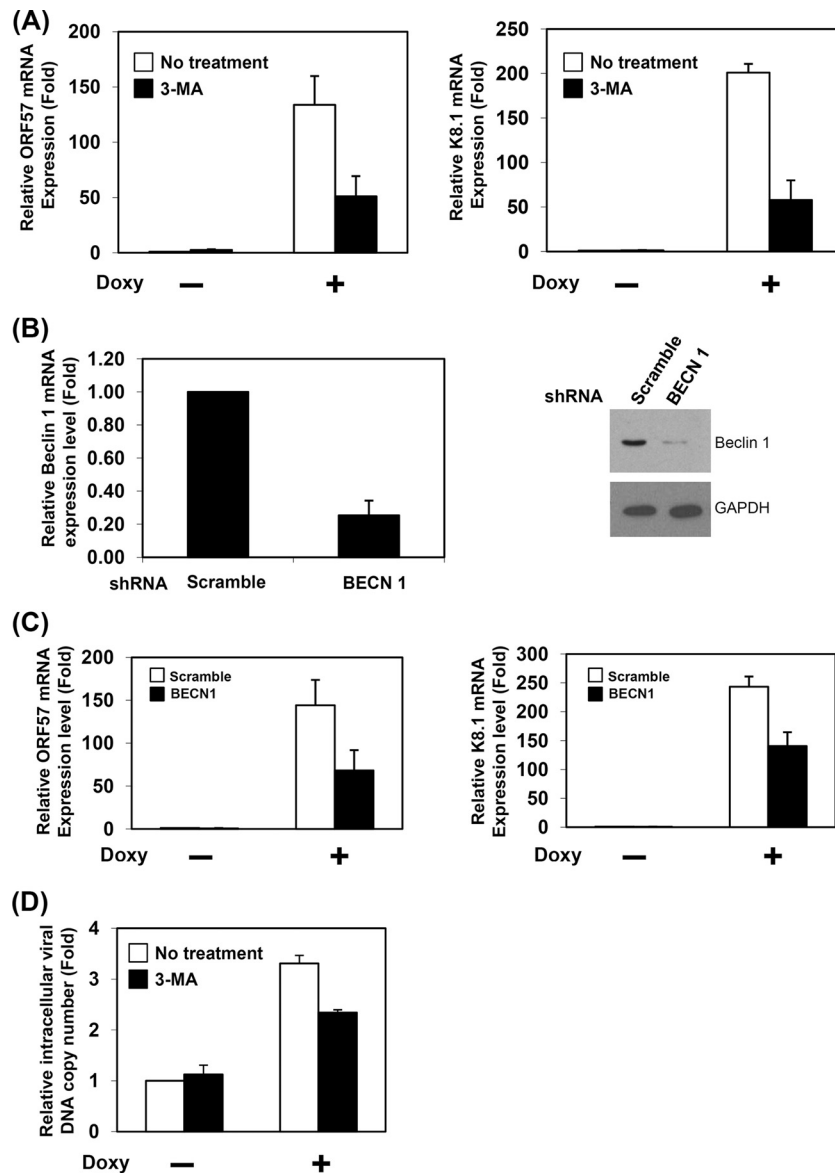 (A)
Relative ORF57 mRNA
Expression (Fold)
200
150
100
50
0
No treatment
3-MA
Doxy − +
Relative K8.1 mRNA
Expression (Fold)
250
200
150
100
50
0
No treatment
3-MA
Doxy − +
(B)
Relative Beclin 1 mRNA
expression level (Fold)
1.20
1.00
0.80
0.60
0.40
0.20
0.00
shRNA Scramble BECN 1
shRNA
Scramble
BECN 1
Beclin 1
GAPDH
(C)
Relative ORF57 mRNA
Expression level (Fold)
200
150
100
50
0
Scramble
BECN1
Doxy − +
Relative K8.1 mRNA
Expression level (Fold)
300
250
200
150
100
50
0
Scramble
BECN1
Doxy − +
(D)
Relative intracellular viral
DNA copy number (Fold)
4
3
2
1
0
No treatment
3-MA
Doxy − +